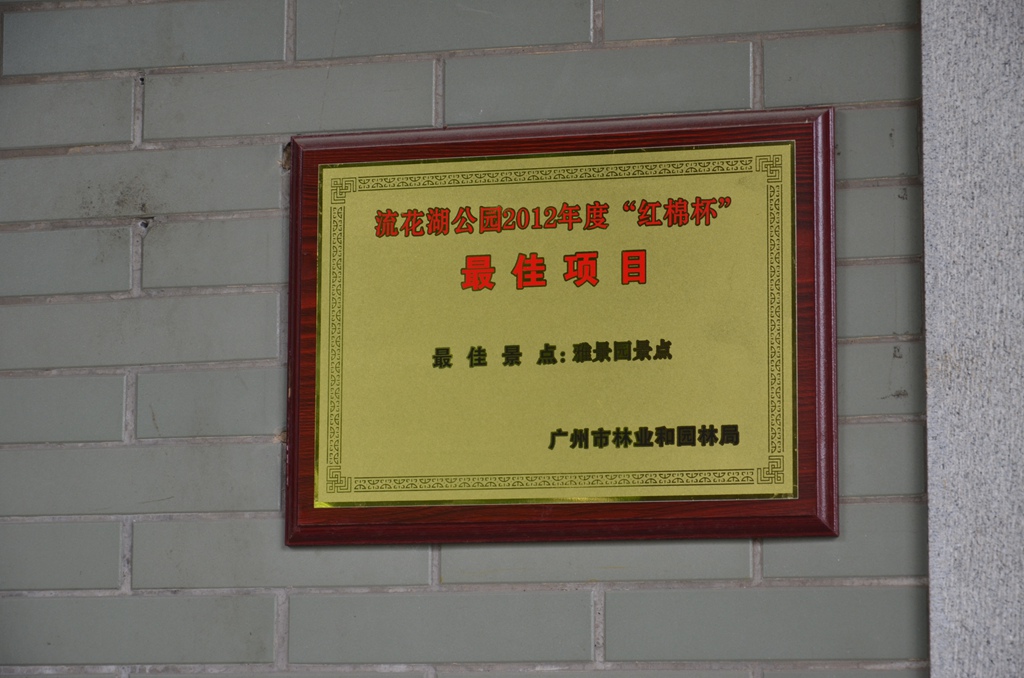 流花湖公园2012年度“红棉杯”
最佳项目
最佳景点：雅景园景点
广州市林业和园林局